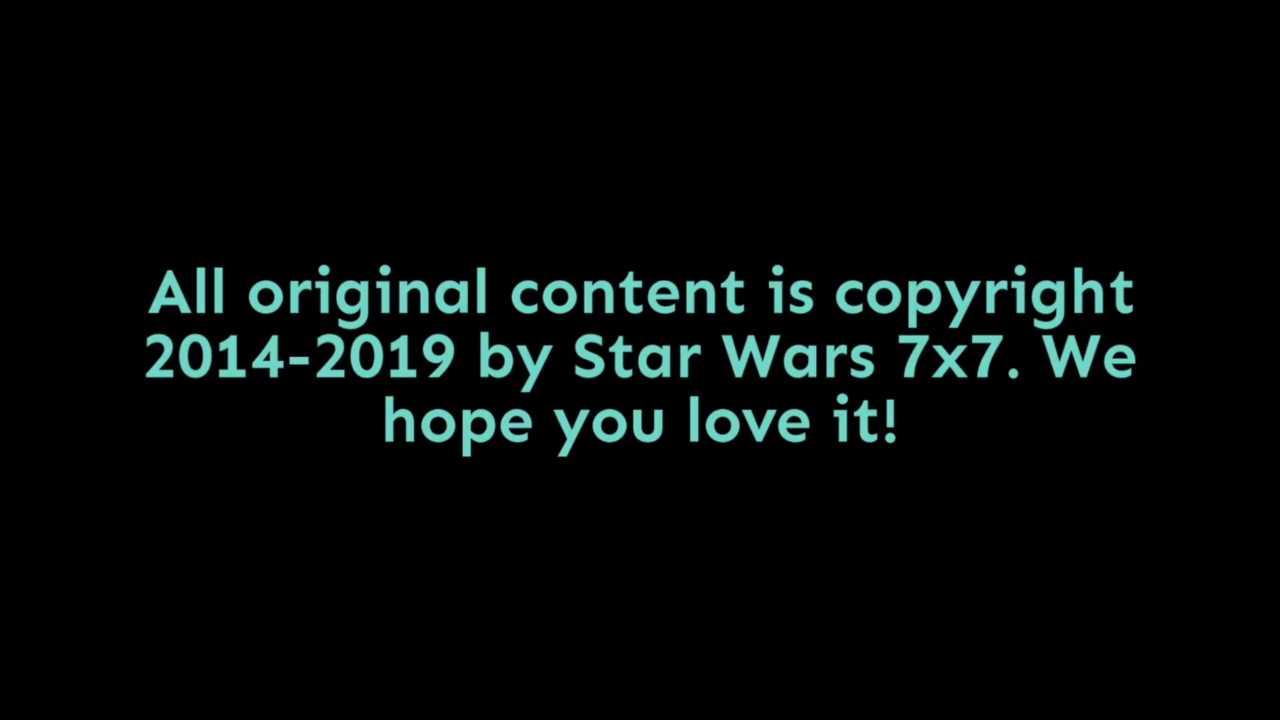 All original content is copyright
2014-2019 by Star Wars 7x7. We
hope you love it!